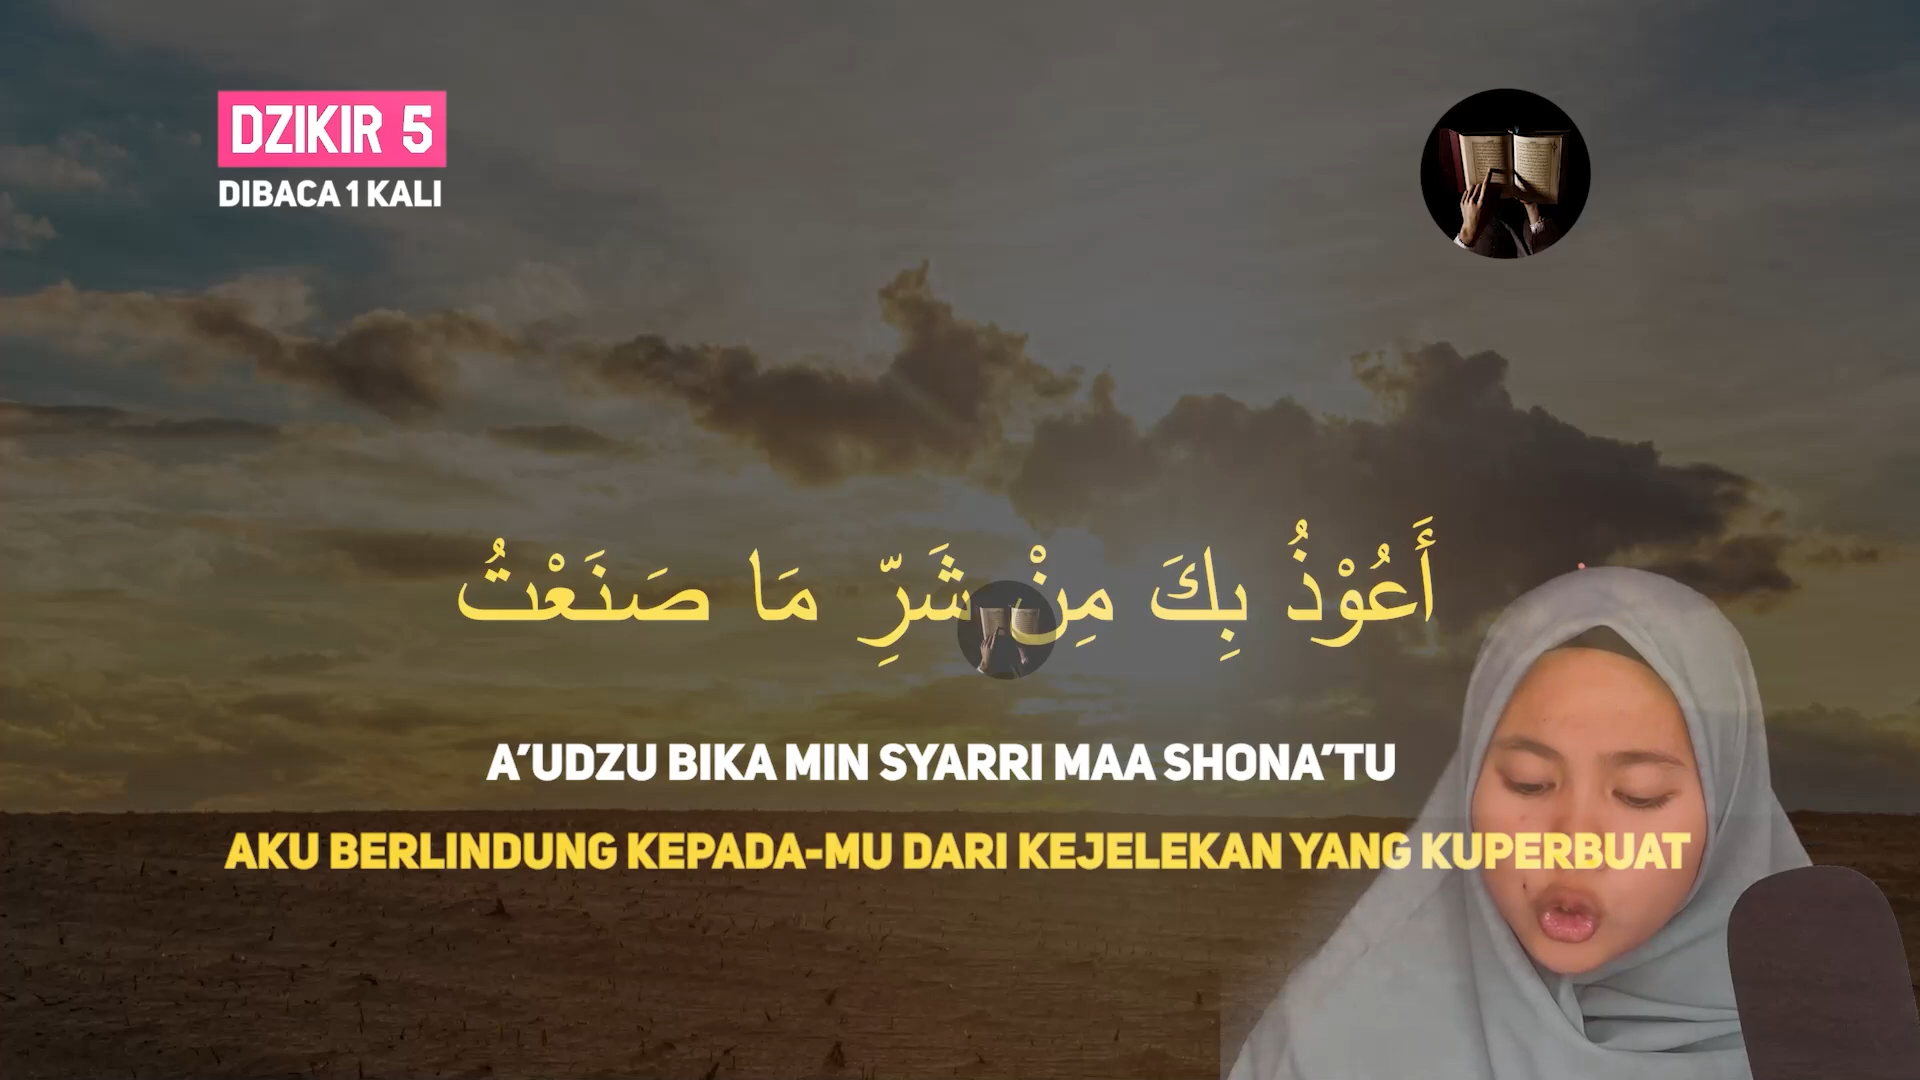 DZIKIR 5
DIBACA 1 KALI
أَعُوْذُ بِكَ مِنْ شَرِّ مَا صَنَعْتُ
A'UDZU BIKA MIN SYARRI MAA SHONA'TU
AKU BERLINDUNG KEPADA-MU DARI KEJELEKAN YANG KUPERBUAT